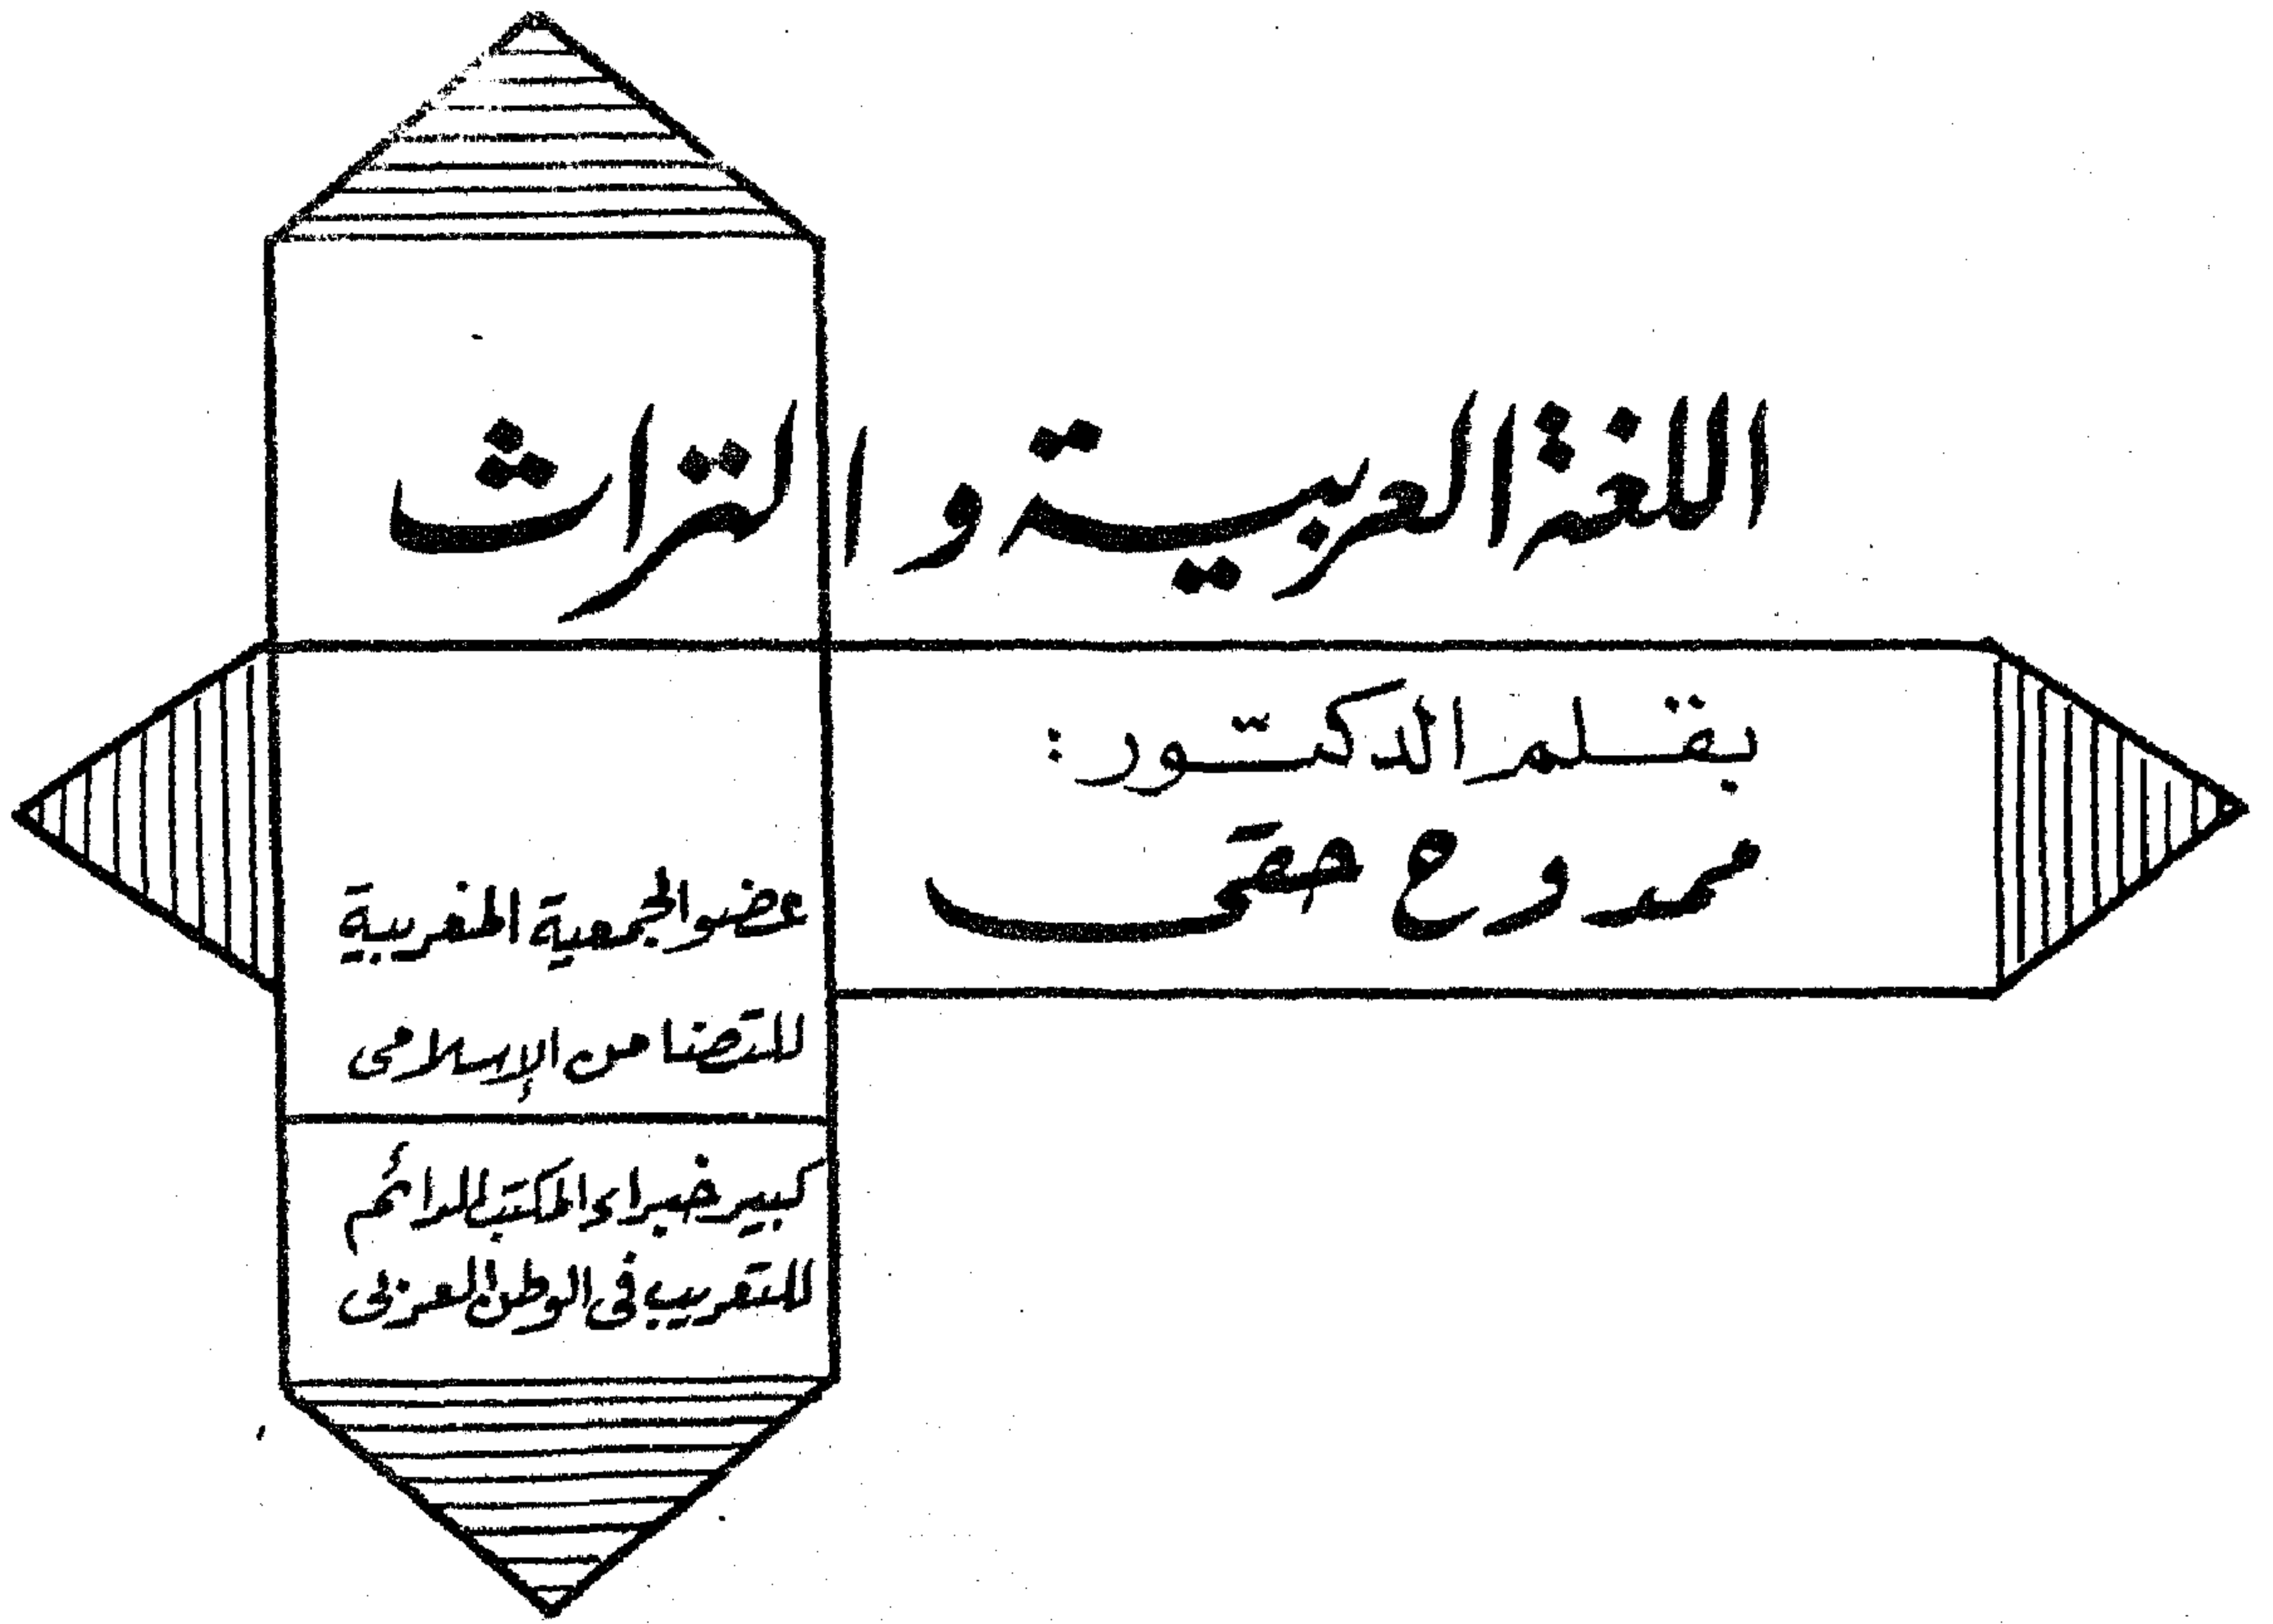 اللغة العربية والتراث
بقلم الدكتور:
ممدوح حقي
عضو الجمعية المغربية
للتضامن الإسلامي
كبير خبراء المكتب الدائم
للتعريب في الوطن العربي